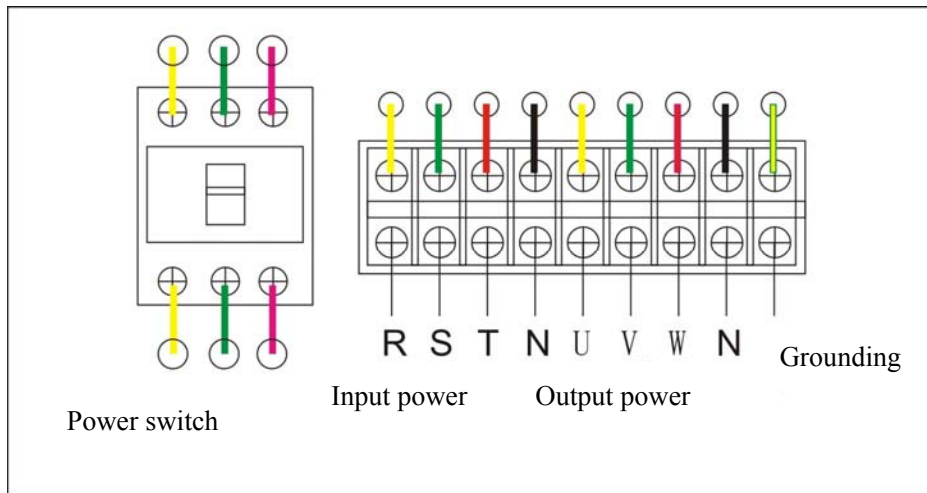 R S T N U V W N
Grounding
Input power
Output power
Power switch